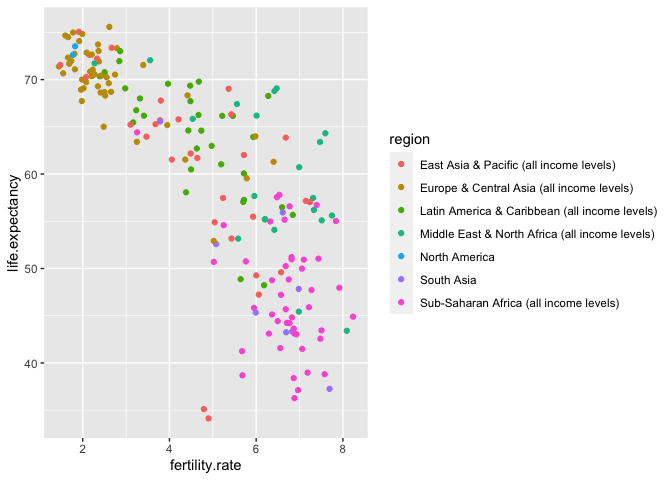 life.expectancy
70
60
50
40
2
4
6
8
fertility.rate
region
East Asia & Pacific (all income levels)
Europe & Central Asia (all income levels)
Latin America & Caribbean (all income levels)
Middle East & North Africa (all income levels)
North America
South Asia
Sub-Saharan Africa (all income levels)